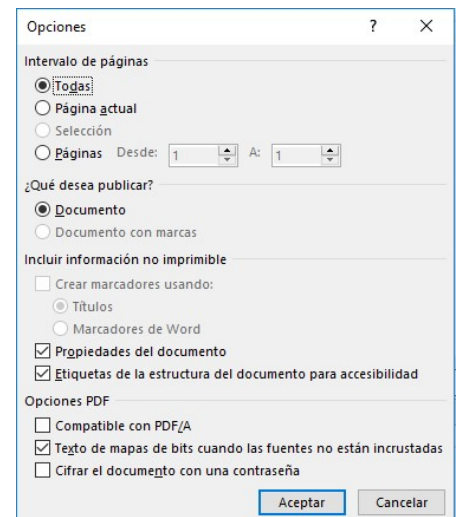 Opciones ? X
Intervalo de páginas
Todas
Página actual
Selección
Páginas Desde: 1 A: 1
¿Qué desea publicar?
Documento
Documento con marcas
Incluir información no imprimible
Crear marcadores usando:
Títulos
Marcadores de Word
Propiedades del documento
Etiquetas de la estructura del documento para accesibilidad
Opciones PDF
Compatible con PDF/A
Texto de mapas de bits cuando las fuentes no están incrustadas
Cifrar el documento con una contraseña
Aceptar Cancelar